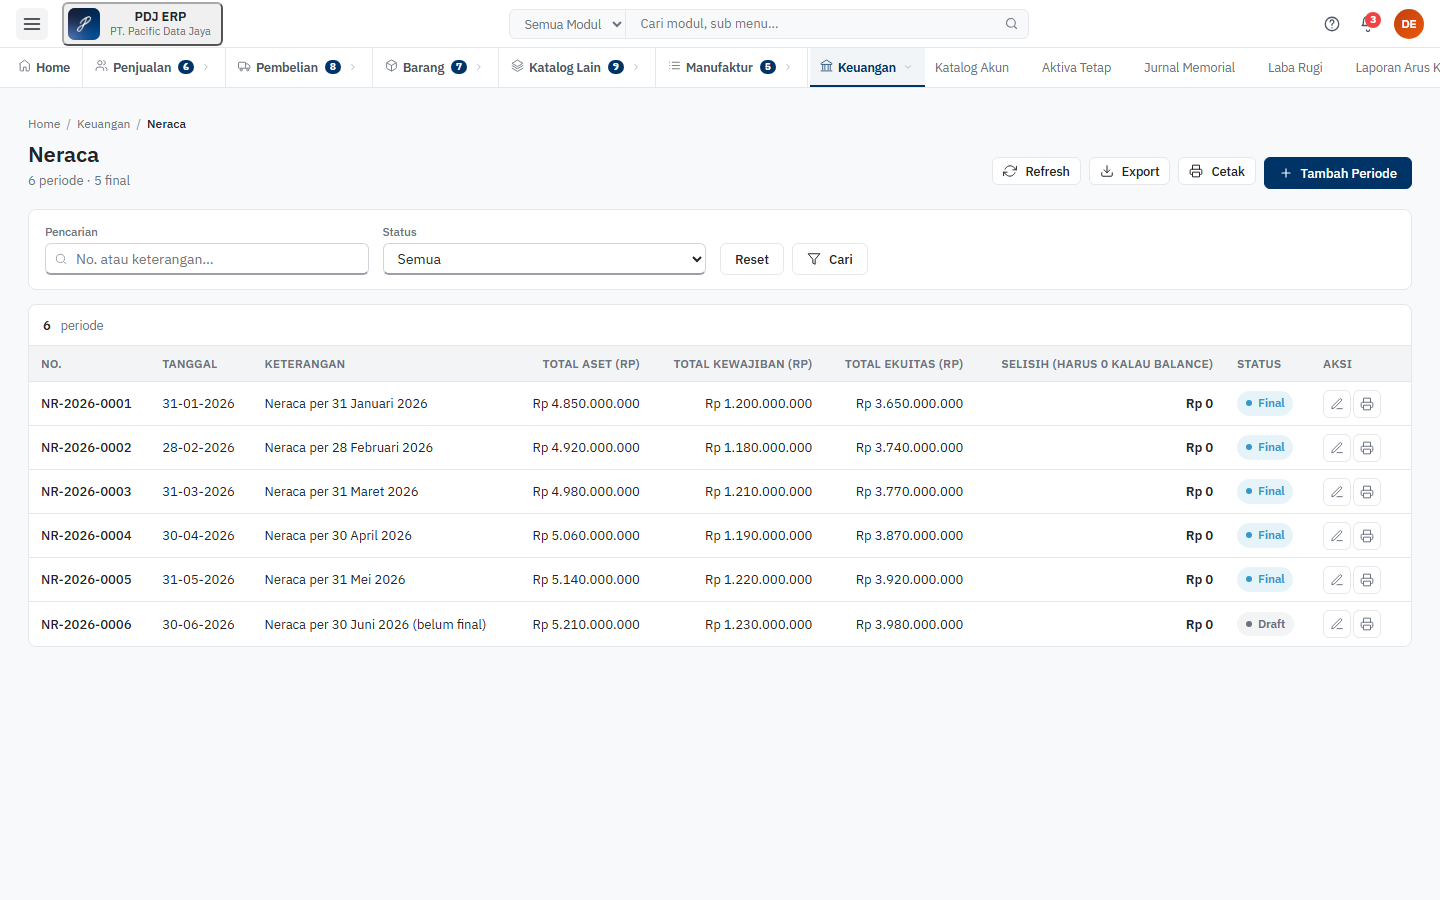 PDJ ERP
PT. Pacific Data Jaya
Semua Modul
Cari modul, sub menu...
3
DE
Home
Penjualan 6
Pembelian 8
Barang 7
Katalog Lain 9
Manufaktur 5
Keuangan
Katalog Akun
Aktiva Tetap
Jurnal Memorial
Laba Rugi
Laporan Arus K
Home / Keuangan / Neraca
Neraca
6 periode · 5 final
Refresh
Export
Cetak
Tambah Periode
Pencarian
Status
No. atau keterangan...
Semua
Reset
Cari
6 periode
NO. TANGGAL KETERANGAN TOTAL ASET (RP) TOTAL KEWAJIBAN (RP) TOTAL EKUITAS (RP) SELISIH (HARUS 0 KALAU BALANCE) STATUS AKSI
NR-2026-0001 31-01-2026 Neraca per 31 Januari 2026 Rp 4.850.000.000 Rp 1.200.000.000 Rp 3.650.000.000 Rp 0 Final
NR-2026-0002 28-02-2026 Neraca per 28 Februari 2026 Rp 4.920.000.000 Rp 1.180.000.000 Rp 3.740.000.000 Rp 0 Final
NR-2026-0003 31-03-2026 Neraca per 31 Maret 2026 Rp 4.980.000.000 Rp 1.210.000.000 Rp 3.770.000.000 Rp 0 Final
NR-2026-0004 30-04-2026 Neraca per 30 April 2026 Rp 5.060.000.000 Rp 1.190.000.000 Rp 3.870.000.000 Rp 0 Final
NR-2026-0005 31-05-2026 Neraca per 31 Mei 2026 Rp 5.140.000.000 Rp 1.220.000.000 Rp 3.920.000.000 Rp 0 Final
NR-2026-0006 30-06-2026 Neraca per 30 Juni 2026 (belum final) Rp 5.210.000.000 Rp 1.230.000.000 Rp 3.980.000.000 Rp 0 Draft